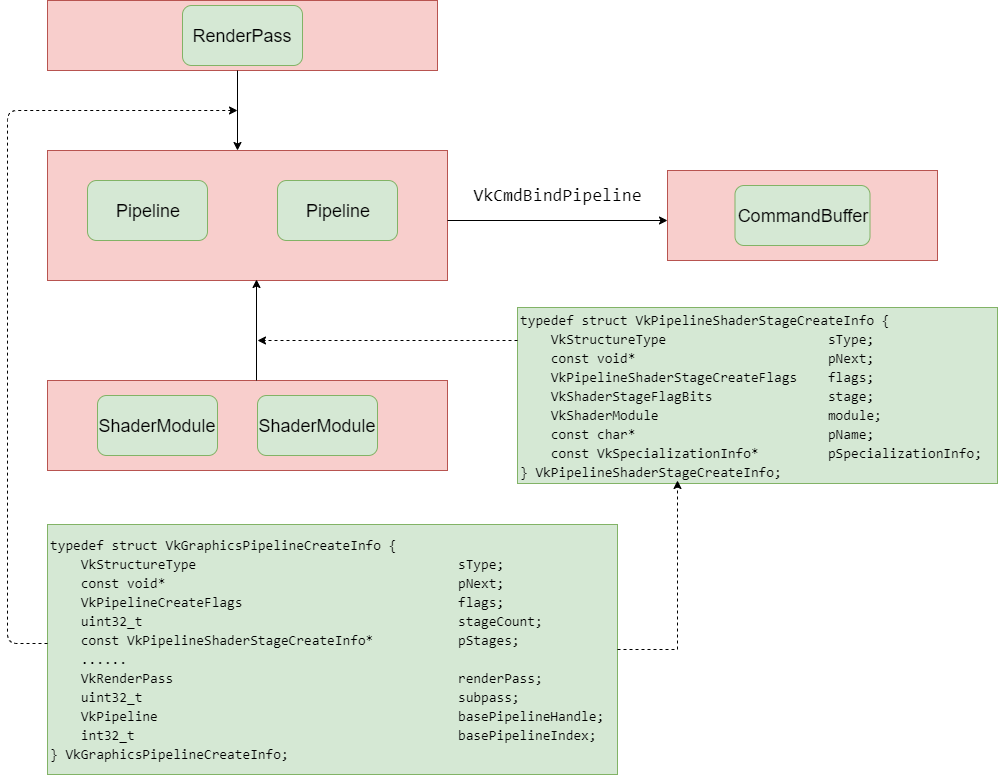 RenderPass
Pipeline
Pipeline
VkCmdBindPipeline
CommandBuffer
typedef struct VkPipelineShaderStageCreateInfo {
    VkStructureType                     sType;
    const void*                         pNext;
    VkPipelineShaderStageCreateFlags    flags;
    VkShaderStageFlagBits               stage;
    VkShaderModule                      module;
    const char*                         pName;
    const VkSpecializationInfo*         pSpecializationInfo;
} VkPipelineShaderStageCreateInfo;
ShaderModule
ShaderModule
typedef struct VkGraphicsPipelineCreateInfo {
    VkStructureType                                  sType;
    const void*                                      pNext;
    VkPipelineCreateFlags                            flags;
    uint32_t                                         stageCount;
    const VkPipelineShaderStageCreateInfo*           pStages;
    ......
    VkRenderPass                                     renderPass;
    uint32_t                                         subpass;
    VkPipeline                                       basePipelineHandle;
    int32_t                                          basePipelineIndex;
} VkGraphicsPipelineCreateInfo;